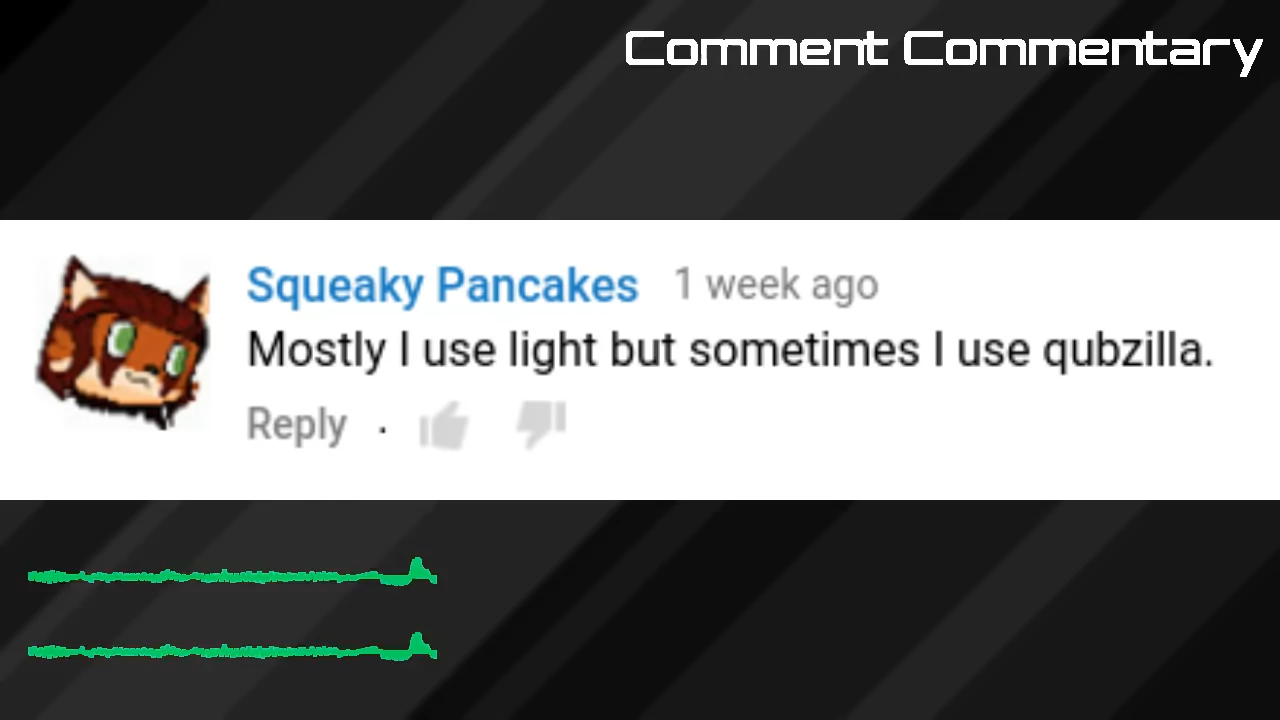 Comment Commentary
Squeaky Pancakes 1 week ago
Mostly I use light but sometimes I use qubzilla.
Reply ·